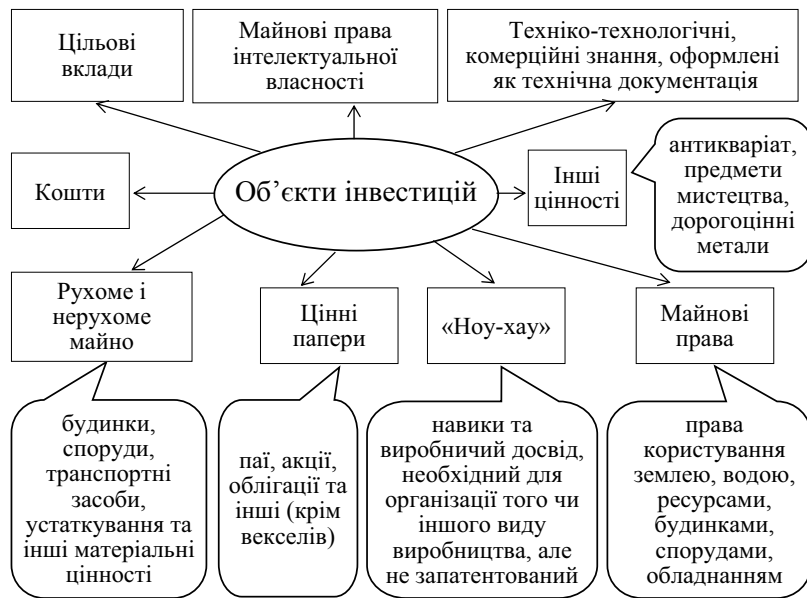 Цільові
вклади
Майнові права
інтелектуальної
власності
Техніко-технологічні,
комерційні знання, оформлені
як технічна документація
Кошти
Об’єкти інвестицій
Інші
цінності
антикваріат,
предмети
мистецтва,
дорогоцінні
метали
Рухоме і
нерухоме
майно
Цінні
папери
«Ноу-хау»
Майнові
права
будинки,
споруди,
транспортні
засоби,
устаткування та
інші матеріальні
цінності
паї, акції,
облігації та
інші (крім
векселів)
навики та
виробничий досвід,
необхідний для
організації того чи
іншого виду
виробництва, але
не запатентований
права
користування
землею, водою,
ресурсами,
будинками,
спорудами,
обладнанням